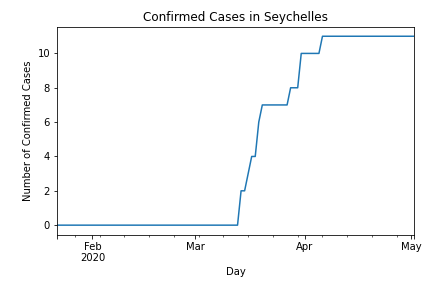 Confirmed Cases in Seychelles
Number of Confirmed Cases
10
8
6
4
2
0
Feb
2020
Mar
Apr
May
Day